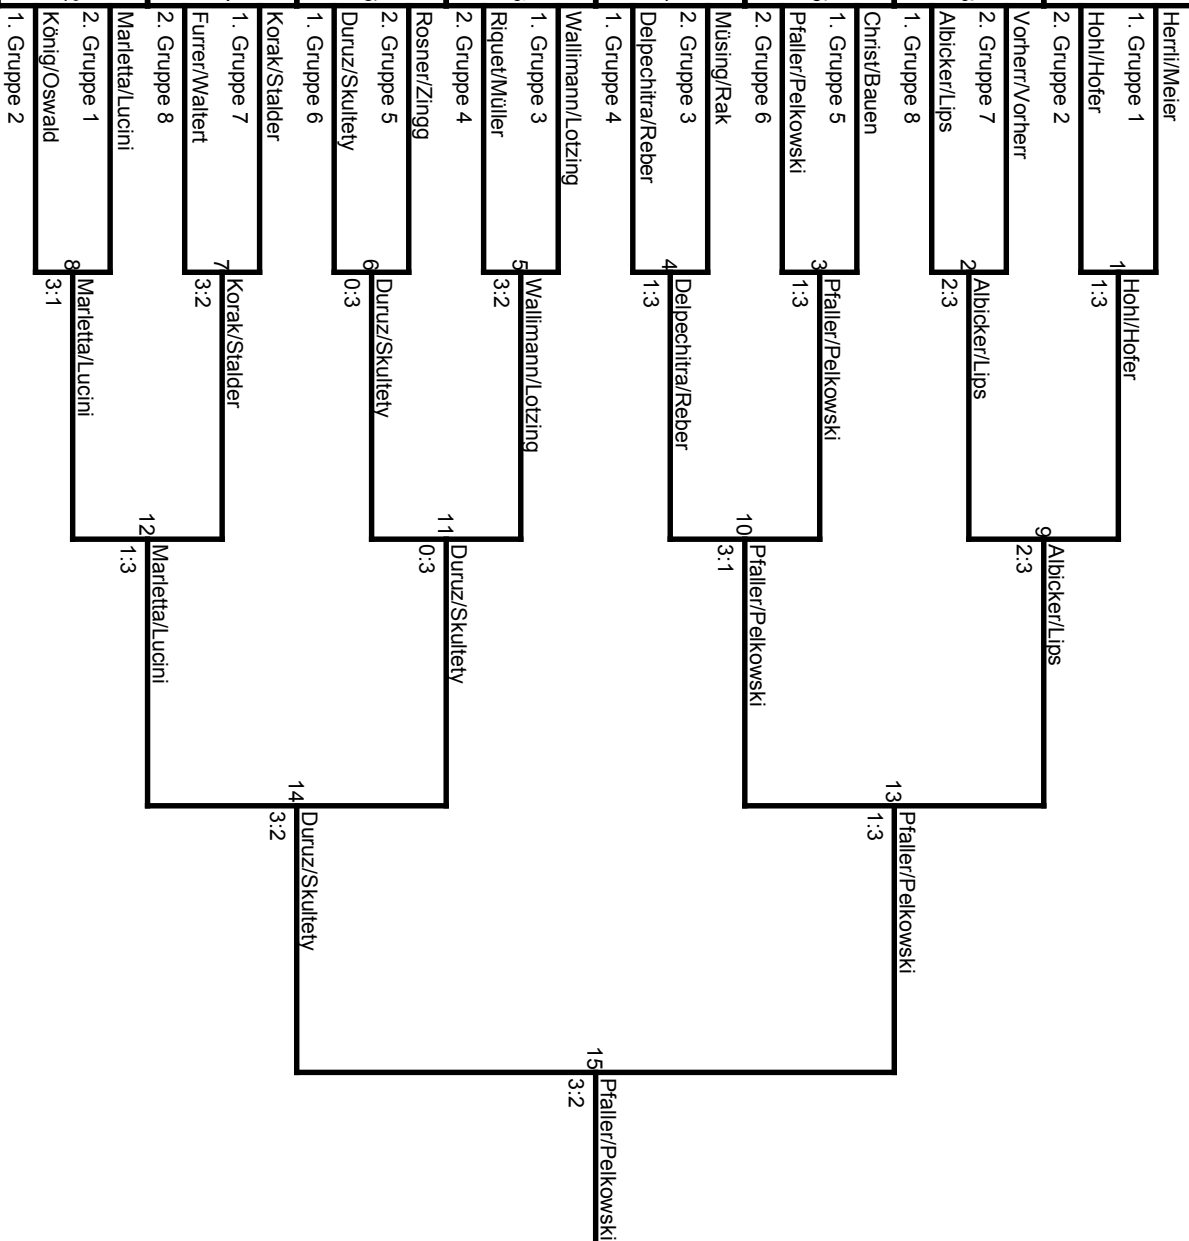 Herrli/Meier
1. Gruppe 1
Hohl/Hofer
2. Gruppe 2
Vorherr/Vorherr
2. Gruppe 7
Albicker/Lips
1. Gruppe 8
Christ/Bauen
1. Gruppe 5
Pfaller/Pelkowski
2. Gruppe 6
Müsing/Rak
2. Gruppe 3
Delpechitra/Reber
1. Gruppe 4
Wallimann/Lotzing
1. Gruppe 3
Riquet/Müller
2. Gruppe 4
Rosner/Zingg
2. Gruppe 5
Duruz/Skultety
1. Gruppe 6
Korak/Stalder
1. Gruppe 7
Furrer/Waltert
2. Gruppe 8
Marletta/Lucini
2. Gruppe 1
König/Oswald
1. Gruppe 2
1 Hohl/Hofer
1:3
2 Albicker/Lips
2:3
3 Pfaller/Pelkowski
1:3
4 Delpechitra/Reber
1:3
5 Wallimann/Lotzing
3:2
6 Duruz/Skultety
0:3
7 Korak/Stalder
3:2
8 Marletta/Lucini
3:1
9 Albicker/Lips
2:3
10 Pfaller/Pelkowski
3:1
11 Duruz/Skultety
0:3
12 Marletta/Lucini
1:3
13 Pfaller/Pelkowski
1:3
14 Duruz/Skultety
3:2
15 Pfaller/Pelkowski
3:2